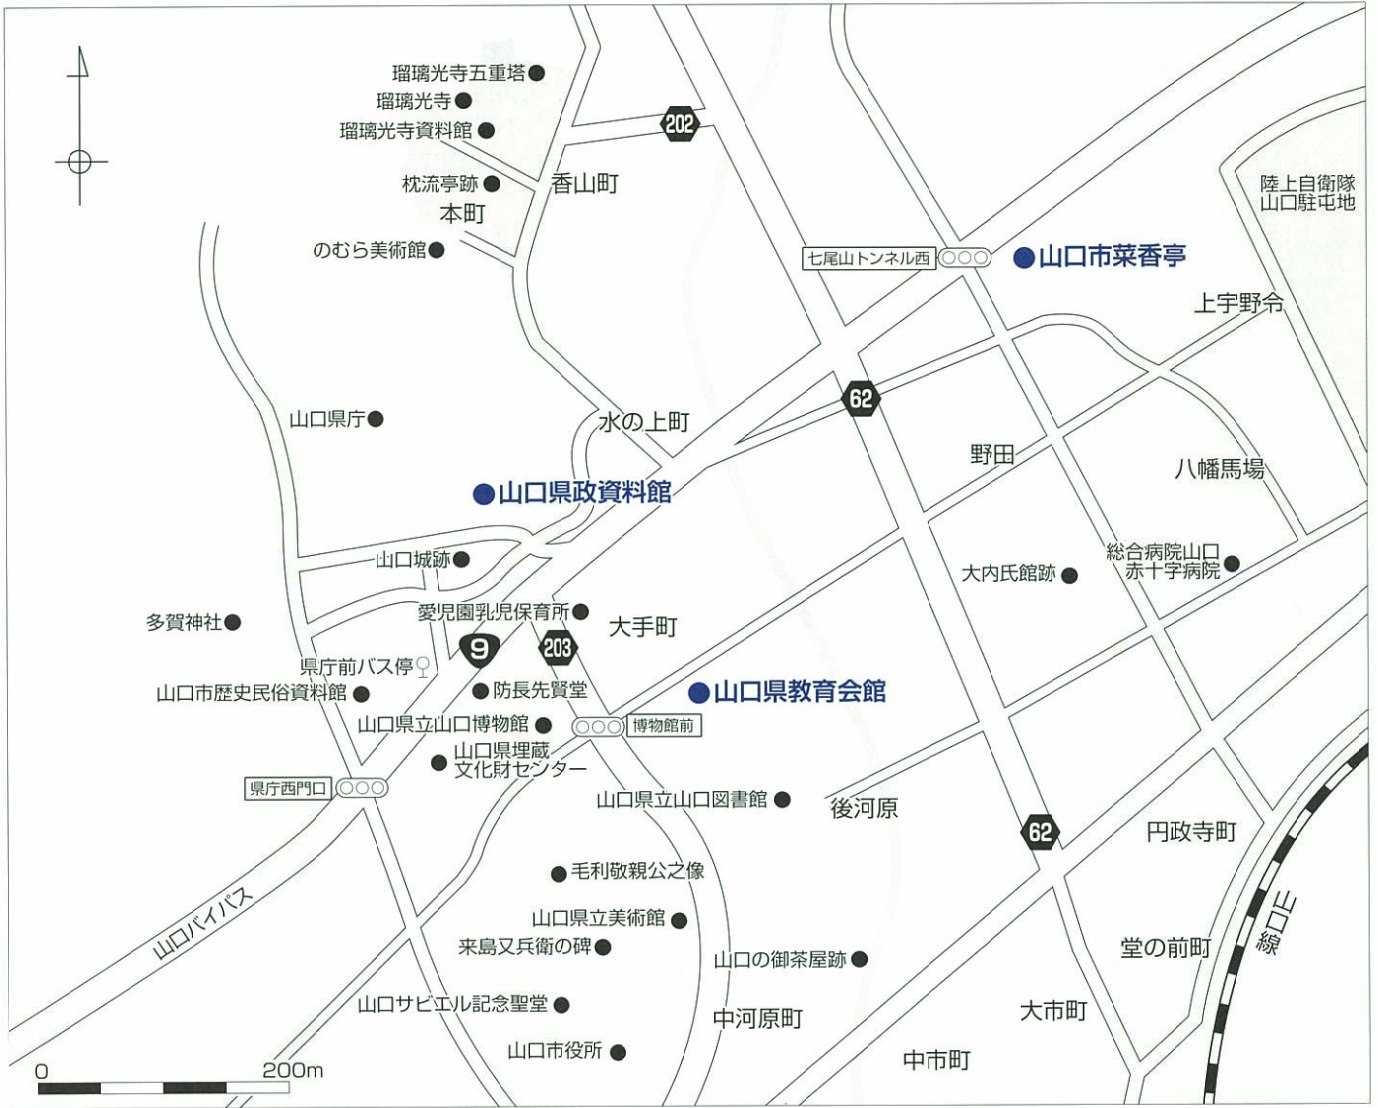 瑠璃光寺五重塔
瑠璃光寺
瑠璃光寺資料館
202
枕流亭跡
香山町
本町
のむら美術館
陸上自衛隊
山口駐屯地
七尾山トンネル西
山口市菜香亭
上宇野令
62
山口県庁
水の上町
野田
八幡馬場
山口県政資料館
山口城跡
総合病院山口
赤十字病院
大内氏館跡
多賀神社
愛児園乳児保育所
大手町
9
203
県庁前バス停
山口市歴史民俗資料館
防長先賢堂
山口県教育会館
山口県立山口博物館
博物館前
山口県埋蔵
文化財センター
県庁西門口
山口県立山口図書館
後河原
62
円政寺町
毛利敬親公之像
山口バイパス
山口県立美術館
来島又兵衛の碑
山口の御茶屋跡
堂の前町
山口線
山口サビエル記念聖堂
中河原町
大市町
山口市役所
中市町
0
200m